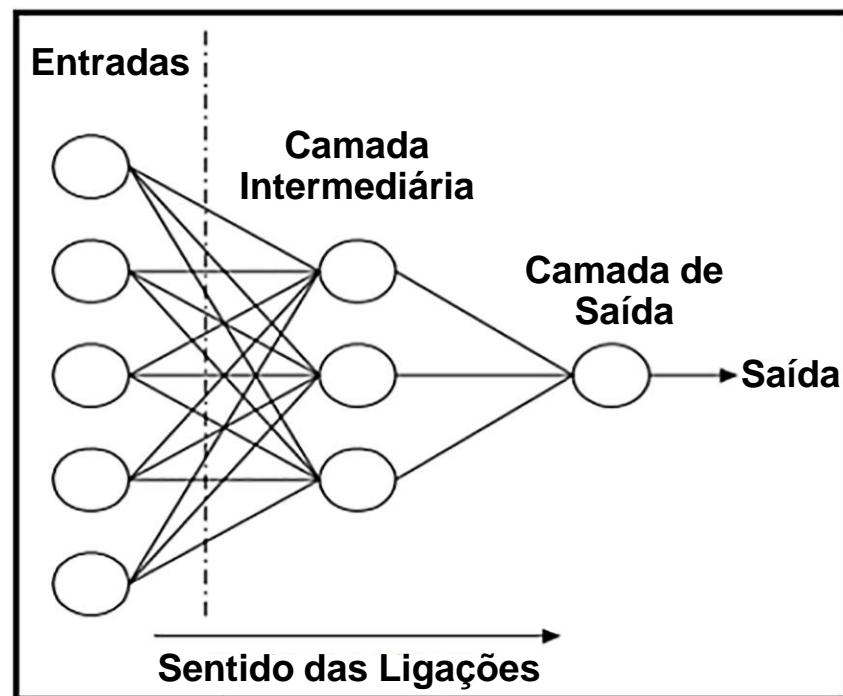 Entradas
Camada
Intermediária
Camada de
Saída
Saída
Sentido das Ligações